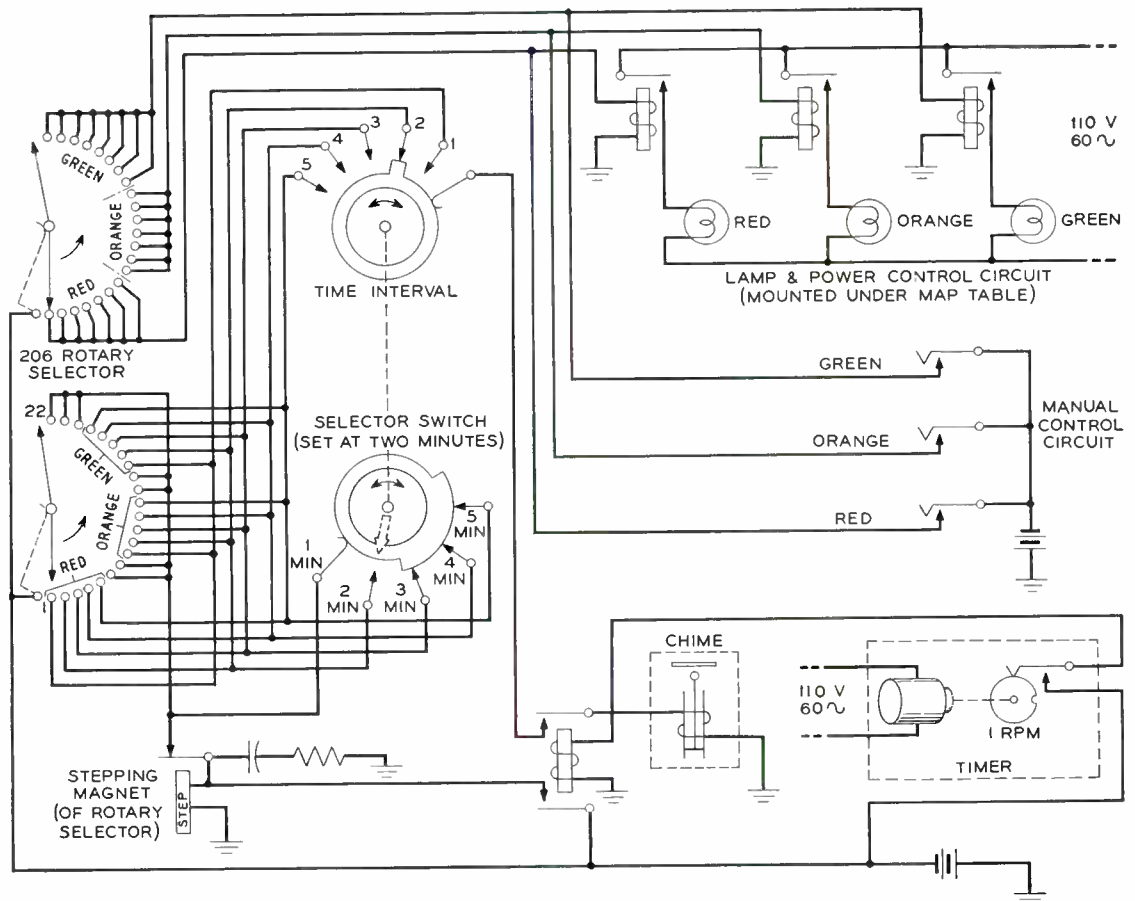 GREEN
ORANGE
RED
206 ROTARY
SELECTOR
5
4
3
2
1
TIME INTERVAL
110 V
60~
RED
ORANGE
GREEN
LAMP & POWER CONTROL CIRCUIT
(MOUNTED UNDER MAP TABLE)
22
GREEN
ORANGE
RED
1
SELECTOR SWITCH
(SET AT TWO MINUTES)
1
MIN
2
MIN
3
MIN
4
MIN
5
MIN
GREEN
ORANGE
RED
MANUAL
CONTROL
CIRCUIT
CHIME
110 V
60~
1 RPM
TIMER
STEPPING
MAGNET
(OF ROTARY
SELECTOR)
STEP